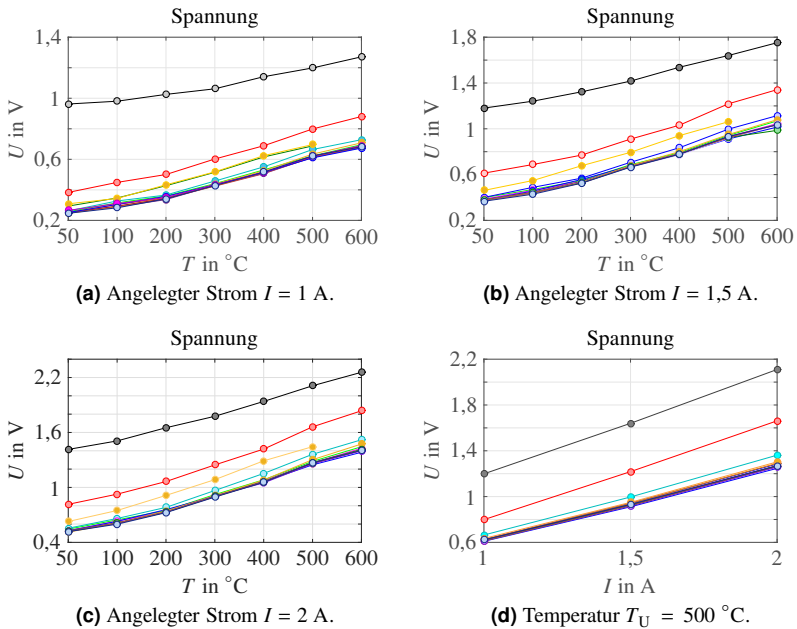 Spannung
1,4
1
0,6
0,2
U in V
50 100 200 300 400 500 600
T in °C
(a) Angelegter Strom I = 1 A.
Spannung
1,8
1,4
1
0,6
0,2
U in V
50 100 200 300 400 500 600
T in °C
(b) Angelegter Strom I = 1,5 A.
Spannung
2,2
1,6
1
0,4
U in V
50 100 200 300 400 500 600
T in °C
(c) Angelegter Strom I = 2 A.
Spannung
2,2
1,8
1,4
1
0,6
U in V
1 1,5 2
I in A
(d) Temperatur T_U = 500 °C.